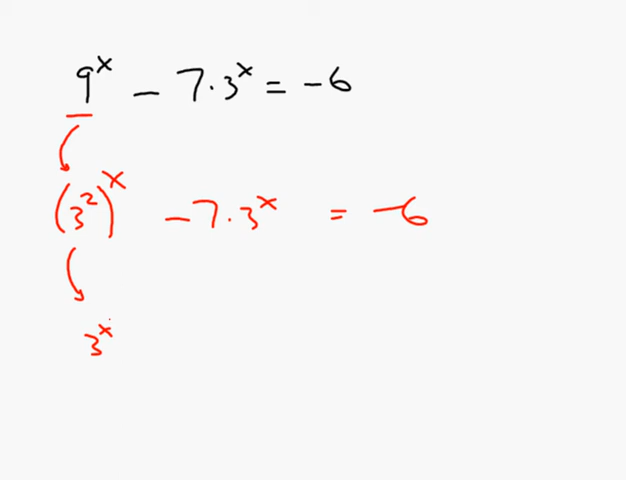 9^x - 7·3^x = -6
(3^2)^x - 7·3^x = -6
3^x